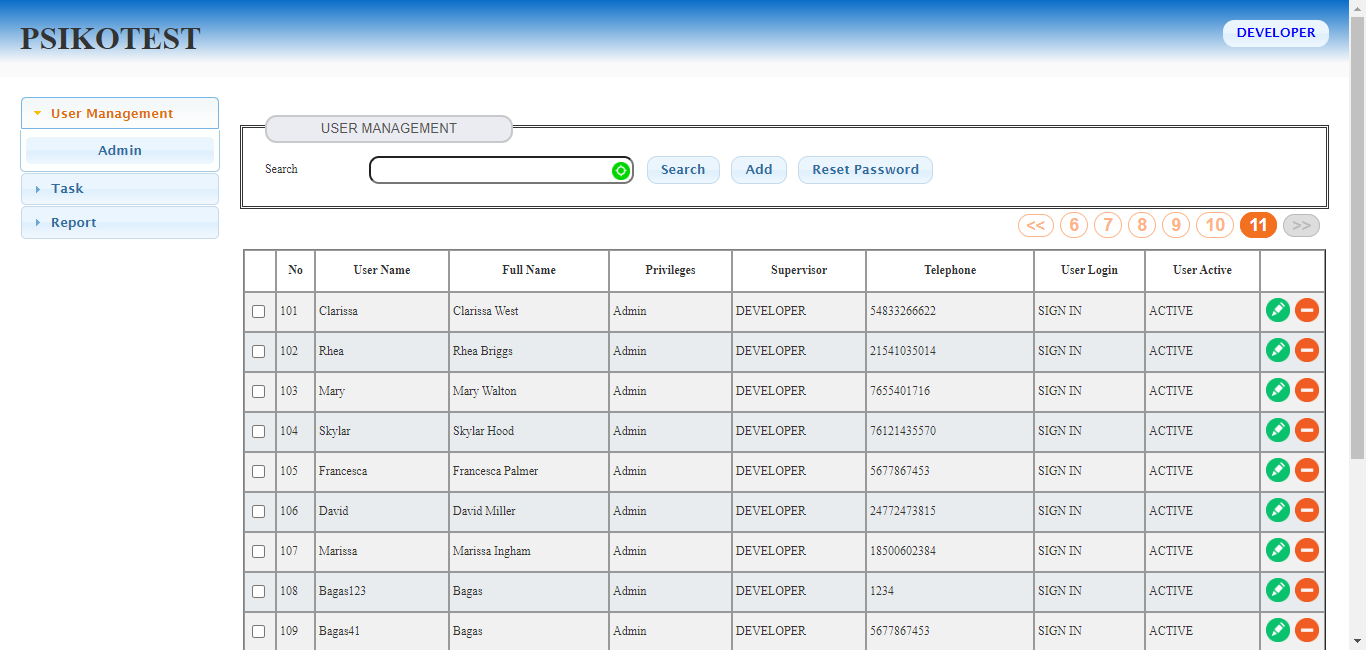 PSIKOTEST
DEVELOPER
User Management
Admin
Task
Report
USER MANAGEMENT
Search Search Add Reset Password
<< 6 7 8 9 10 11 >>
No User Name Full Name Privileges Supervisor Telephone User Login User Active
101 Clarissa Clarissa West Admin DEVELOPER 54833266622 SIGN IN ACTIVE
102 Rhea Rhea Briggs Admin DEVELOPER 21541035014 SIGN IN ACTIVE
103 Mary Mary Walton Admin DEVELOPER 7655401716 SIGN IN ACTIVE
104 Skylar Skylar Hood Admin DEVELOPER 76121435570 SIGN IN ACTIVE
105 Francesca Francesca Palmer Admin DEVELOPER 5677867453 SIGN IN ACTIVE
106 David David Miller Admin DEVELOPER 24772473815 SIGN IN ACTIVE
107 Marissa Marissa Ingham Admin DEVELOPER 18500602384 SIGN IN ACTIVE
108 Bagas123 Bagas Admin DEVELOPER 1234 SIGN IN ACTIVE
109 Bagas41 Bagas Admin DEVELOPER 5677867453 SIGN IN ACTIVE